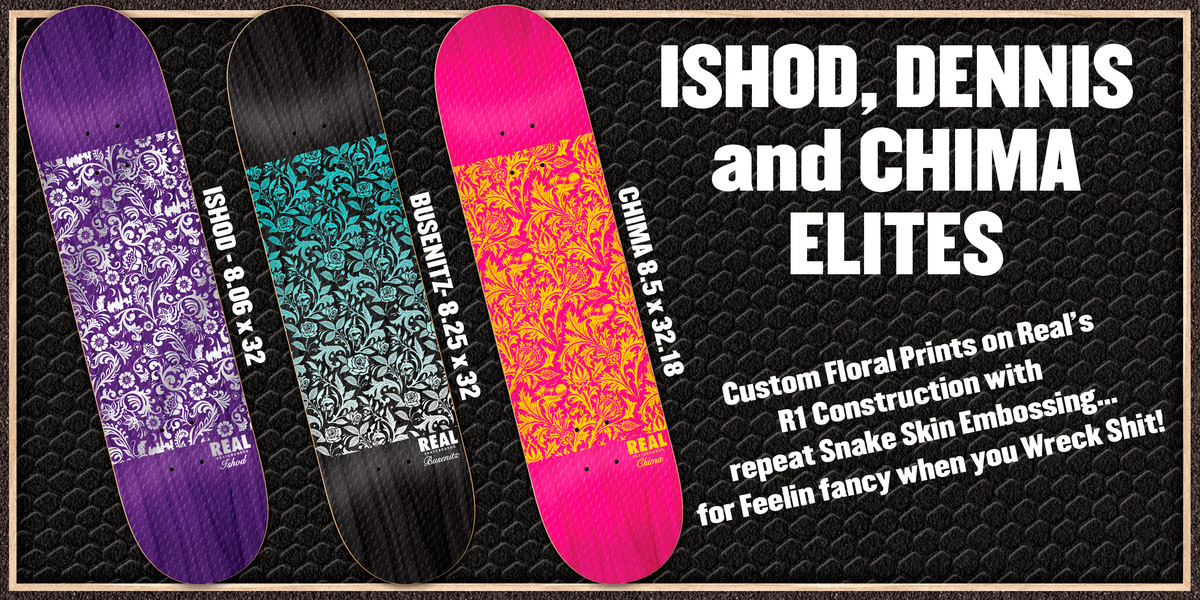 ISHOD, DENNIS
and CHIMA
ELITES
Custom Floral Prints on Real's
R1 Construction with
repeat Snake Skin Embossing...
for Feelin fancy when you Wreck Shit!
ISHOD - 8.06 x 32
BUSENITZ- 8.25 x 32
CHIMA 8.5 x 32.18
REAL
Ishod
REAL
Busenitz
REAL
Chima